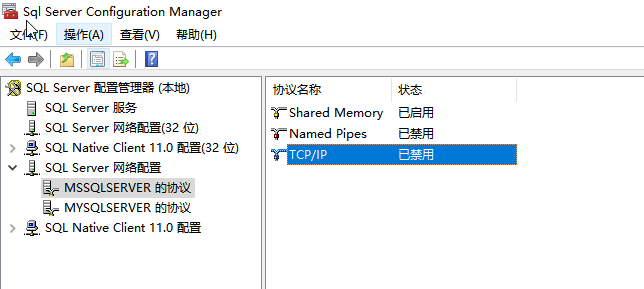 Sql Server Configuration Manager
文件(F) 操作(A) 查看(V) 帮助(H)
SQL Server 配置管理器 (本地)
SQL Server 服务
SQL Server 网络配置(32 位)
SQL Native Client 11.0 配置(32 位)
SQL Server 网络配置
MSSQLSERVER 的协议
MYSQLSERVER 的协议
SQL Native Client 11.0 配置
协议名称 状态
Shared Memory 已启用
Named Pipes 已禁用
TCP/IP 已禁用